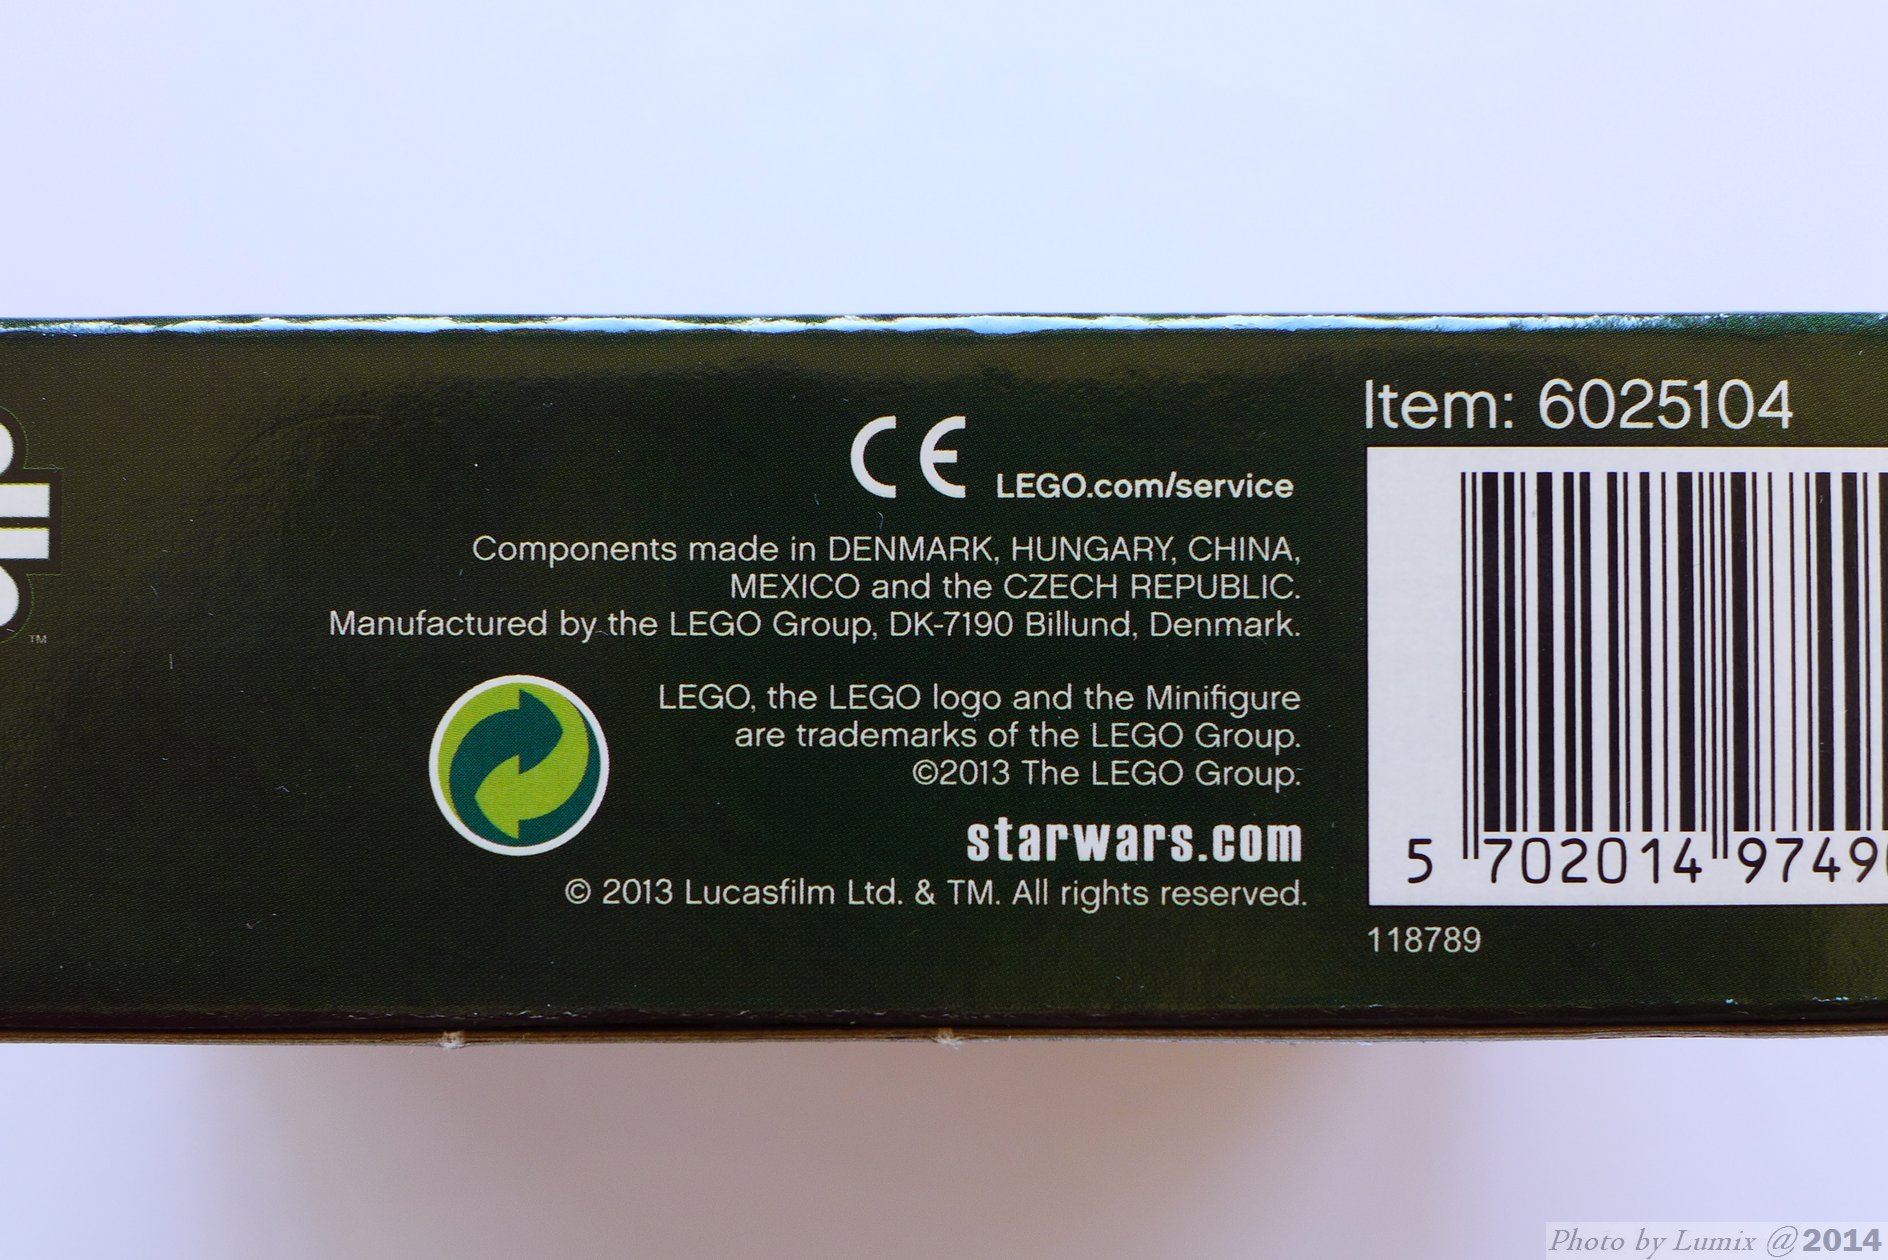 TM
CE LEGO.com/service
Components made in DENMARK, HUNGARY, CHINA,
MEXICO and the CZECH REPUBLIC.
Manufactured by the LEGO Group, DK-7190 Billund, Denmark.
LEGO, the LEGO logo and the Minifigure
are trademarks of the LEGO Group.
©2013 The LEGO Group.
starwars.com
© 2013 Lucasfilm Ltd. & TM. All rights reserved.
Item: 6025104
5 702014 9749
118789
Photo by Lumix @2014